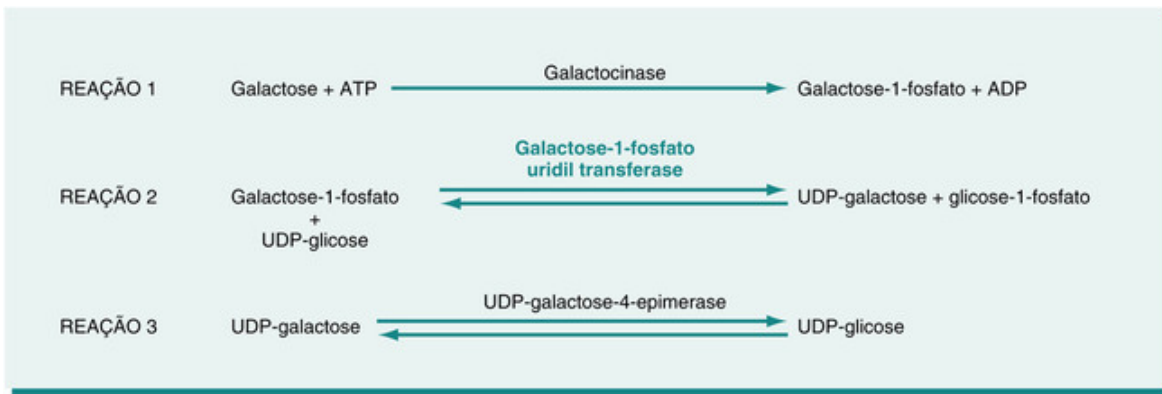 REAÇÃO 1 Galactose + ATP Galactocinase Galactose-1-fosfato + ADP
Galactose-1-fosfato
uridil transferase
REAÇÃO 2 Galactose-1-fosfato UDP-galactose + glicose-1-fosfato
+
UDP-glicose
UDP-galactose-4-epimerase
REAÇÃO 3 UDP-galactose UDP-glicose